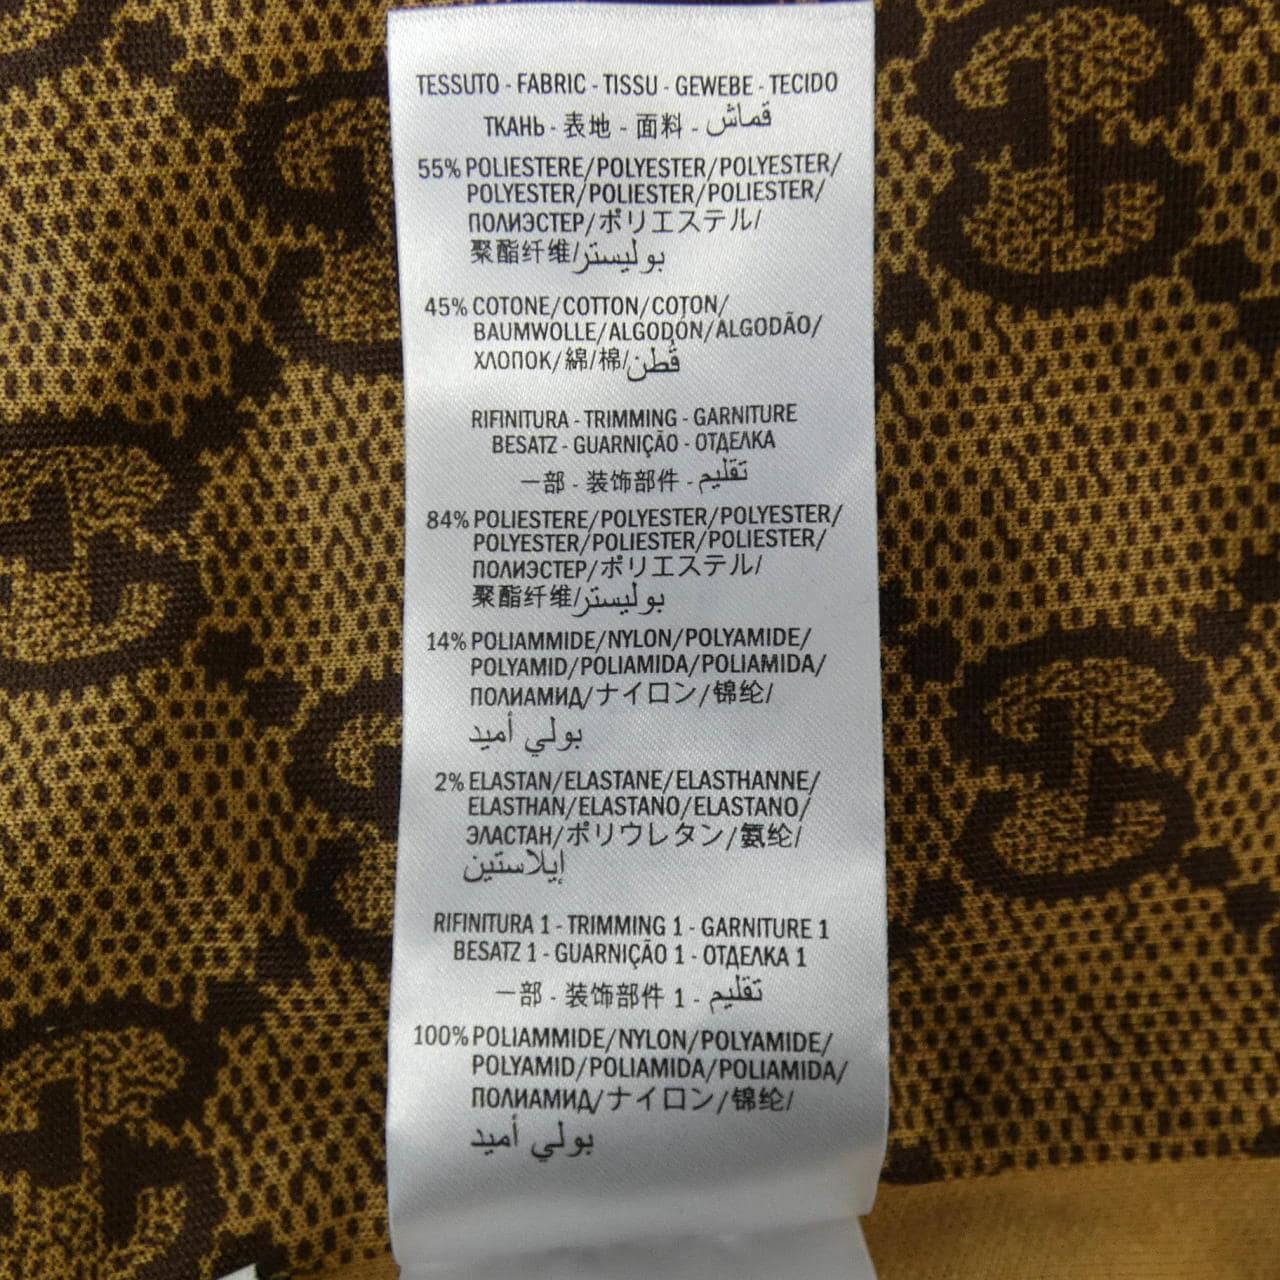 TESSUTO - FABRIC - TISSU - GEWEBE - TECIDO
ТКАНЬ - 表地 - 面料 - قماش
55% POLIESTERE/POLYESTER/POLYESTER/
POLYESTER/POLIESTER/POLIESTER/
ПОЛИЭСТЕР/ポリエステル/
聚酯纤维/بوليستر
45% COTONE/COTTON/COTON/
BAUMWOLLE/ALGODÓN/ALGODÃO/
ХЛОПОК/綿/棉/قطن
RIFINITURA - TRIMMING - GARNITURE
BESATZ - GUARNIÇÃO - ОТДЕЛКА
一部 - 装饰部件 - تقليم
84% POLIESTERE/POLYESTER/POLYESTER/
POLYESTER/POLIESTER/POLIESTER/
ПОЛИЭСТЕР/ポリエステル/
聚酯纤维/بوليستر
14% POLIAMMIDE/NYLON/POLYAMIDE/
POLYAMID/POLIAMIDA/POLIAMIDA/
ПОЛИАМИД/ナイロン/锦纶/
بولي أميد
2% ELASTAN/ELASTANE/ELASTHANNE/
ELASTHAN/ELASTANO/ELASTANO/
ЭЛАСТАН/ポリウレタン/氨纶/
إيلاستين
RIFINITURA 1 - TRIMMING 1 - GARNITURE 1
BESATZ 1 - GUARNIÇÃO 1 - ОТДЕЛКА 1
一部 - 装饰部件 1 - تقليم
100% POLIAMMIDE/NYLON/POLYAMIDE/
POLYAMID/POLIAMIDA/POLIAMIDA/
ПОЛИАМИД/ナイロン/锦纶/
بولي أميد